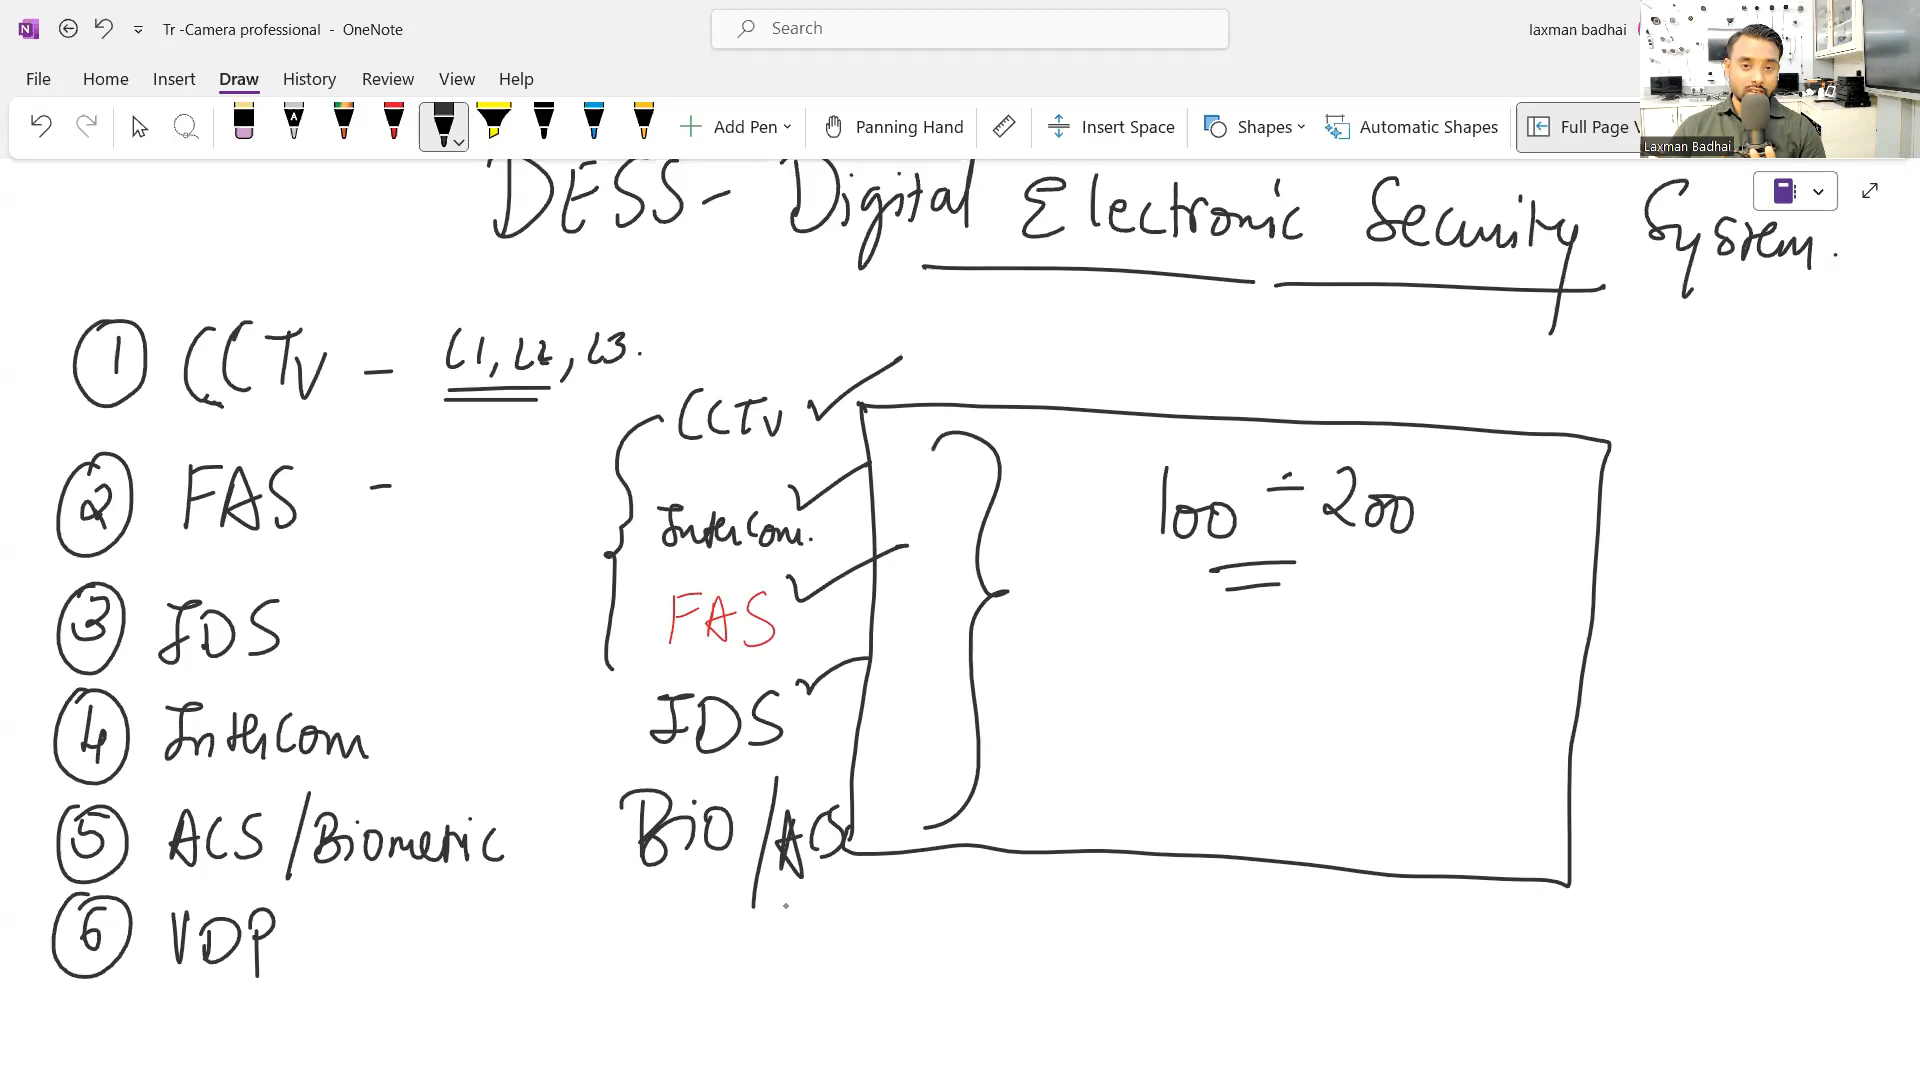 Tr -Camera professional - OneNote
Search
laxman badhai
File Home Insert Draw History Review View Help
Add Pen Panning Hand Insert Space Shapes Automatic Shapes Full Page V
Laxman Badhai
DESS - Digital Electronic Security System.
1 CCTV - L1, L2, L3.
2 FAS -
3 IDS
4 Intercom
5 ACS / Biometric
6 VDP
CCTV
Intercom.
FAS
IDS
Bio / ACS
100 - 200